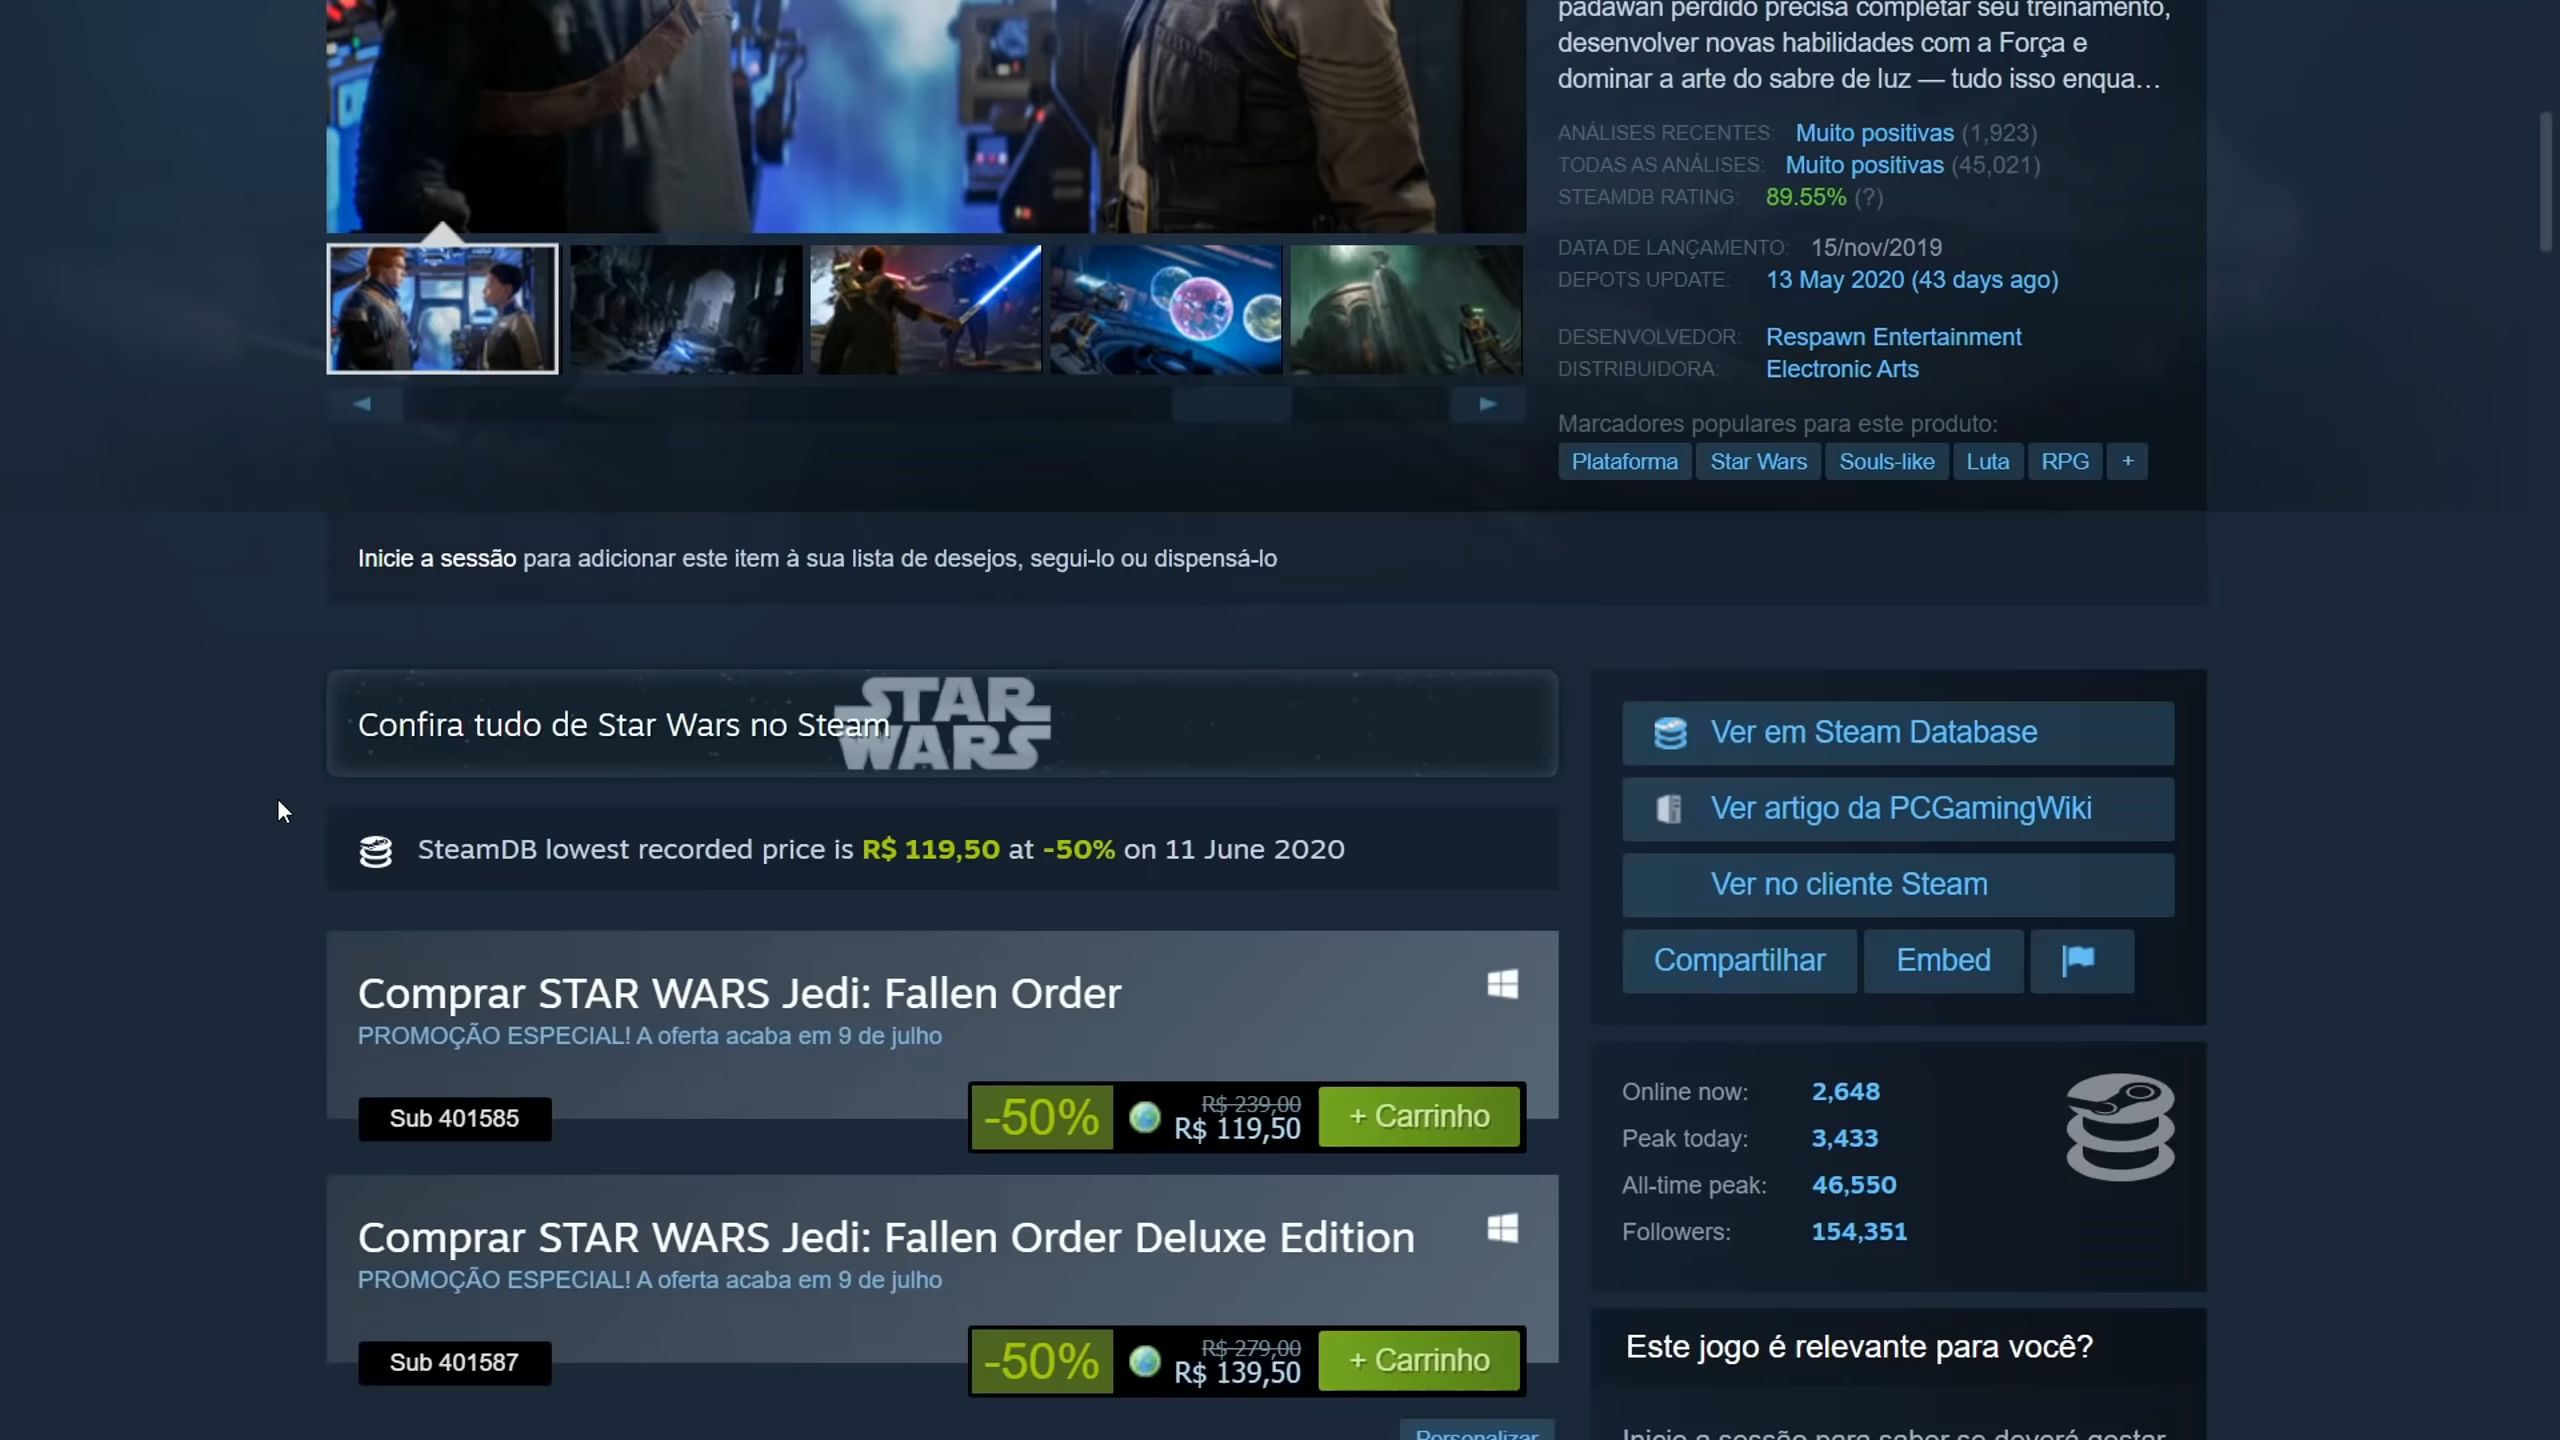 padawan perdido precisa completar seu treinamento,
desenvolver novas habilidades com a Força e
dominar a arte do sabre de luz — tudo isso enqua…
ANÁLISES RECENTES: Muito positivas (1,923)
TODAS AS ANÁLISES: Muito positivas (45,021)
STEAMDB RATING: 89.55% (?)
DATA DE LANÇAMENTO: 15/nov/2019
DEPOTS UPDATE: 13 May 2020 (43 days ago)
DESENVOLVEDOR: Respawn Entertainment
DISTRIBUIDORA: Electronic Arts
Marcadores populares para este produto:
Plataforma Star Wars Souls-like Luta RPG +
Inicie a sessão para adicionar este item à sua lista de desejos, segui-lo ou dispensá-lo
Confira tudo de Star Wars no Steam
STAR
WARS
SteamDB lowest recorded price is R$ 119,50 at -50% on 11 June 2020
Comprar STAR WARS Jedi: Fallen Order
PROMOÇÃO ESPECIAL! A oferta acaba em 9 de julho
Sub 401585
-50%
R$ 239,00
R$ 119,50
+ Carrinho
Comprar STAR WARS Jedi: Fallen Order Deluxe Edition
PROMOÇÃO ESPECIAL! A oferta acaba em 9 de julho
Sub 401587
-50%
R$ 279,00
R$ 139,50
+ Carrinho
Personalizar
Ver em Steam Database
Ver artigo da PCGamingWiki
Ver no cliente Steam
Compartilhar Embed
Online now: 2,648
Peak today: 3,433
All-time peak: 46,550
Followers: 154,351
Este jogo é relevante para você?
Inicie a sessão para saber se deverá gostar